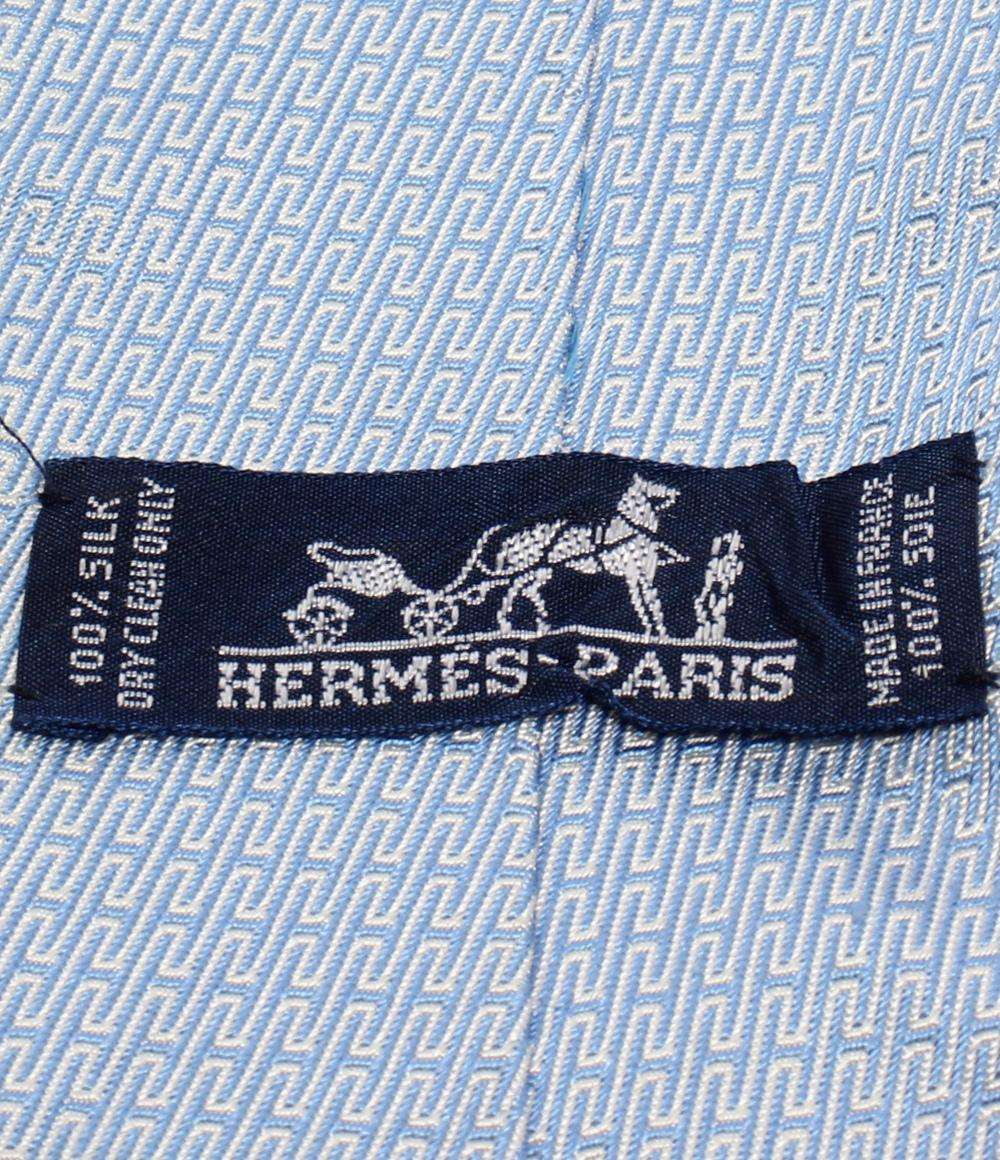 100% SILK
DRY CLEAN ONLY
HERMÈS-PARIS
MADE IN FRANCE
100% SOIE